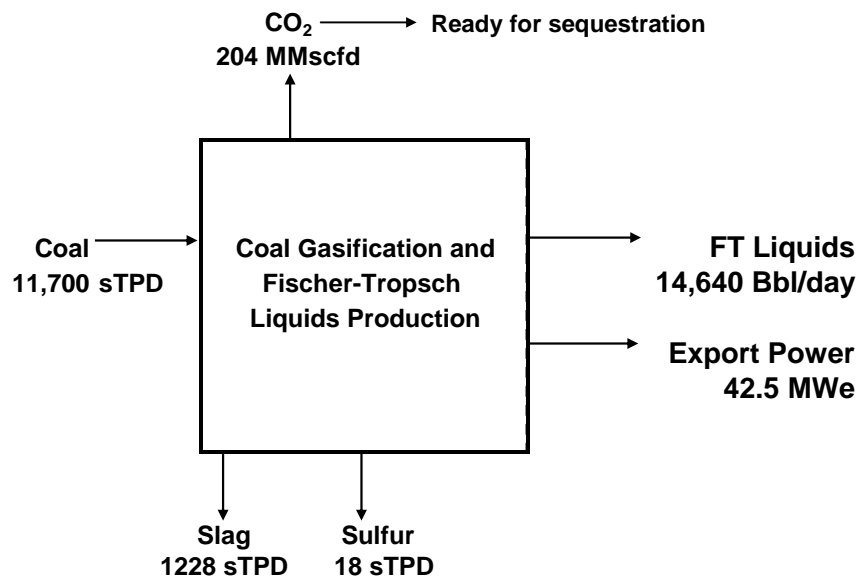 CO₂
Ready for sequestration
204 MMscfd
Coal
11,700 sTPD
Coal Gasification and
Fischer-Tropsch
Liquids Production
FT Liquids
14,640 Bbl/day
Export Power
42.5 MWe
Slag
1228 sTPD
Sulfur
18 sTPD